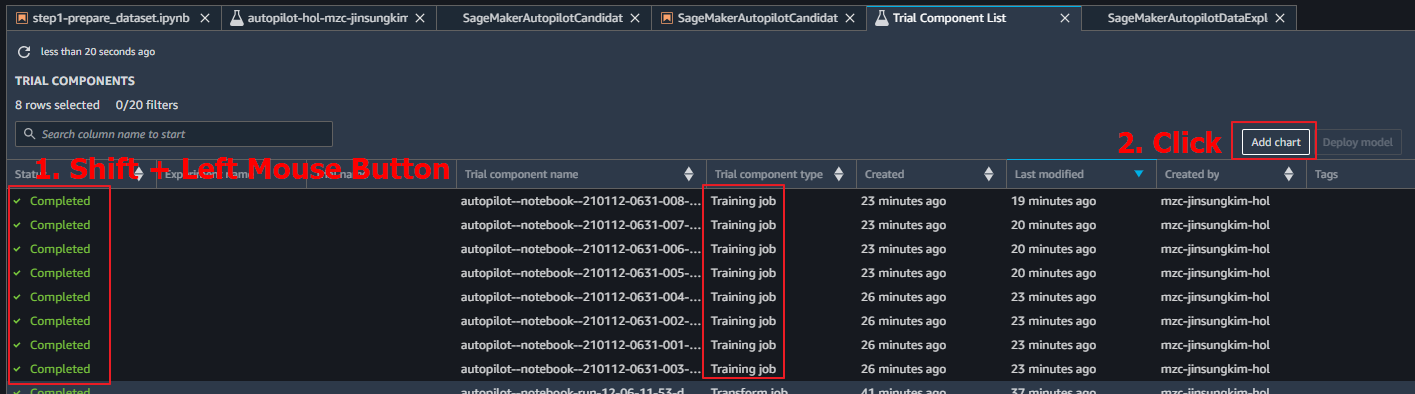 step1-prepare_dataset.ipynb
autopilot-hol-mzc-jinsungkim
SageMakerAutopilotCandidat
SageMakerAutopilotCandidat
Trial Component List
SageMakerAutopilotDataExpl
less than 20 seconds ago
TRIAL COMPONENTS
8 rows selected 0/20 filters
Search column name to start
2. Click
Add chart
Deploy model
1. Shift + Left Mouse Button
Status Experiment name Trial name Trial component name Trial component type Created Last modified Created by Tags
Completed autopilot--notebook--210112-0631-008-... Training job 23 minutes ago 19 minutes ago mzc-jinsungkim-hol
Completed autopilot--notebook--210112-0631-007-... Training job 23 minutes ago 20 minutes ago mzc-jinsungkim-hol
Completed autopilot--notebook--210112-0631-006-... Training job 23 minutes ago 20 minutes ago mzc-jinsungkim-hol
Completed autopilot--notebook--210112-0631-005-... Training job 23 minutes ago 20 minutes ago mzc-jinsungkim-hol
Completed autopilot--notebook--210112-0631-004-... Training job 26 minutes ago 23 minutes ago mzc-jinsungkim-hol
Completed autopilot--notebook--210112-0631-002-... Training job 26 minutes ago 23 minutes ago mzc-jinsungkim-hol
Completed autopilot--notebook--210112-0631-001-... Training job 26 minutes ago 23 minutes ago mzc-jinsungkim-hol
Completed autopilot--notebook--210112-0631-003-... Training job 26 minutes ago 23 minutes ago mzc-jinsungkim-hol
Completed autopilot--notebook-run-12-06-11-53-d... Transform job 41 minutes ago 37 minutes ago mzc-jinsungkim-hol